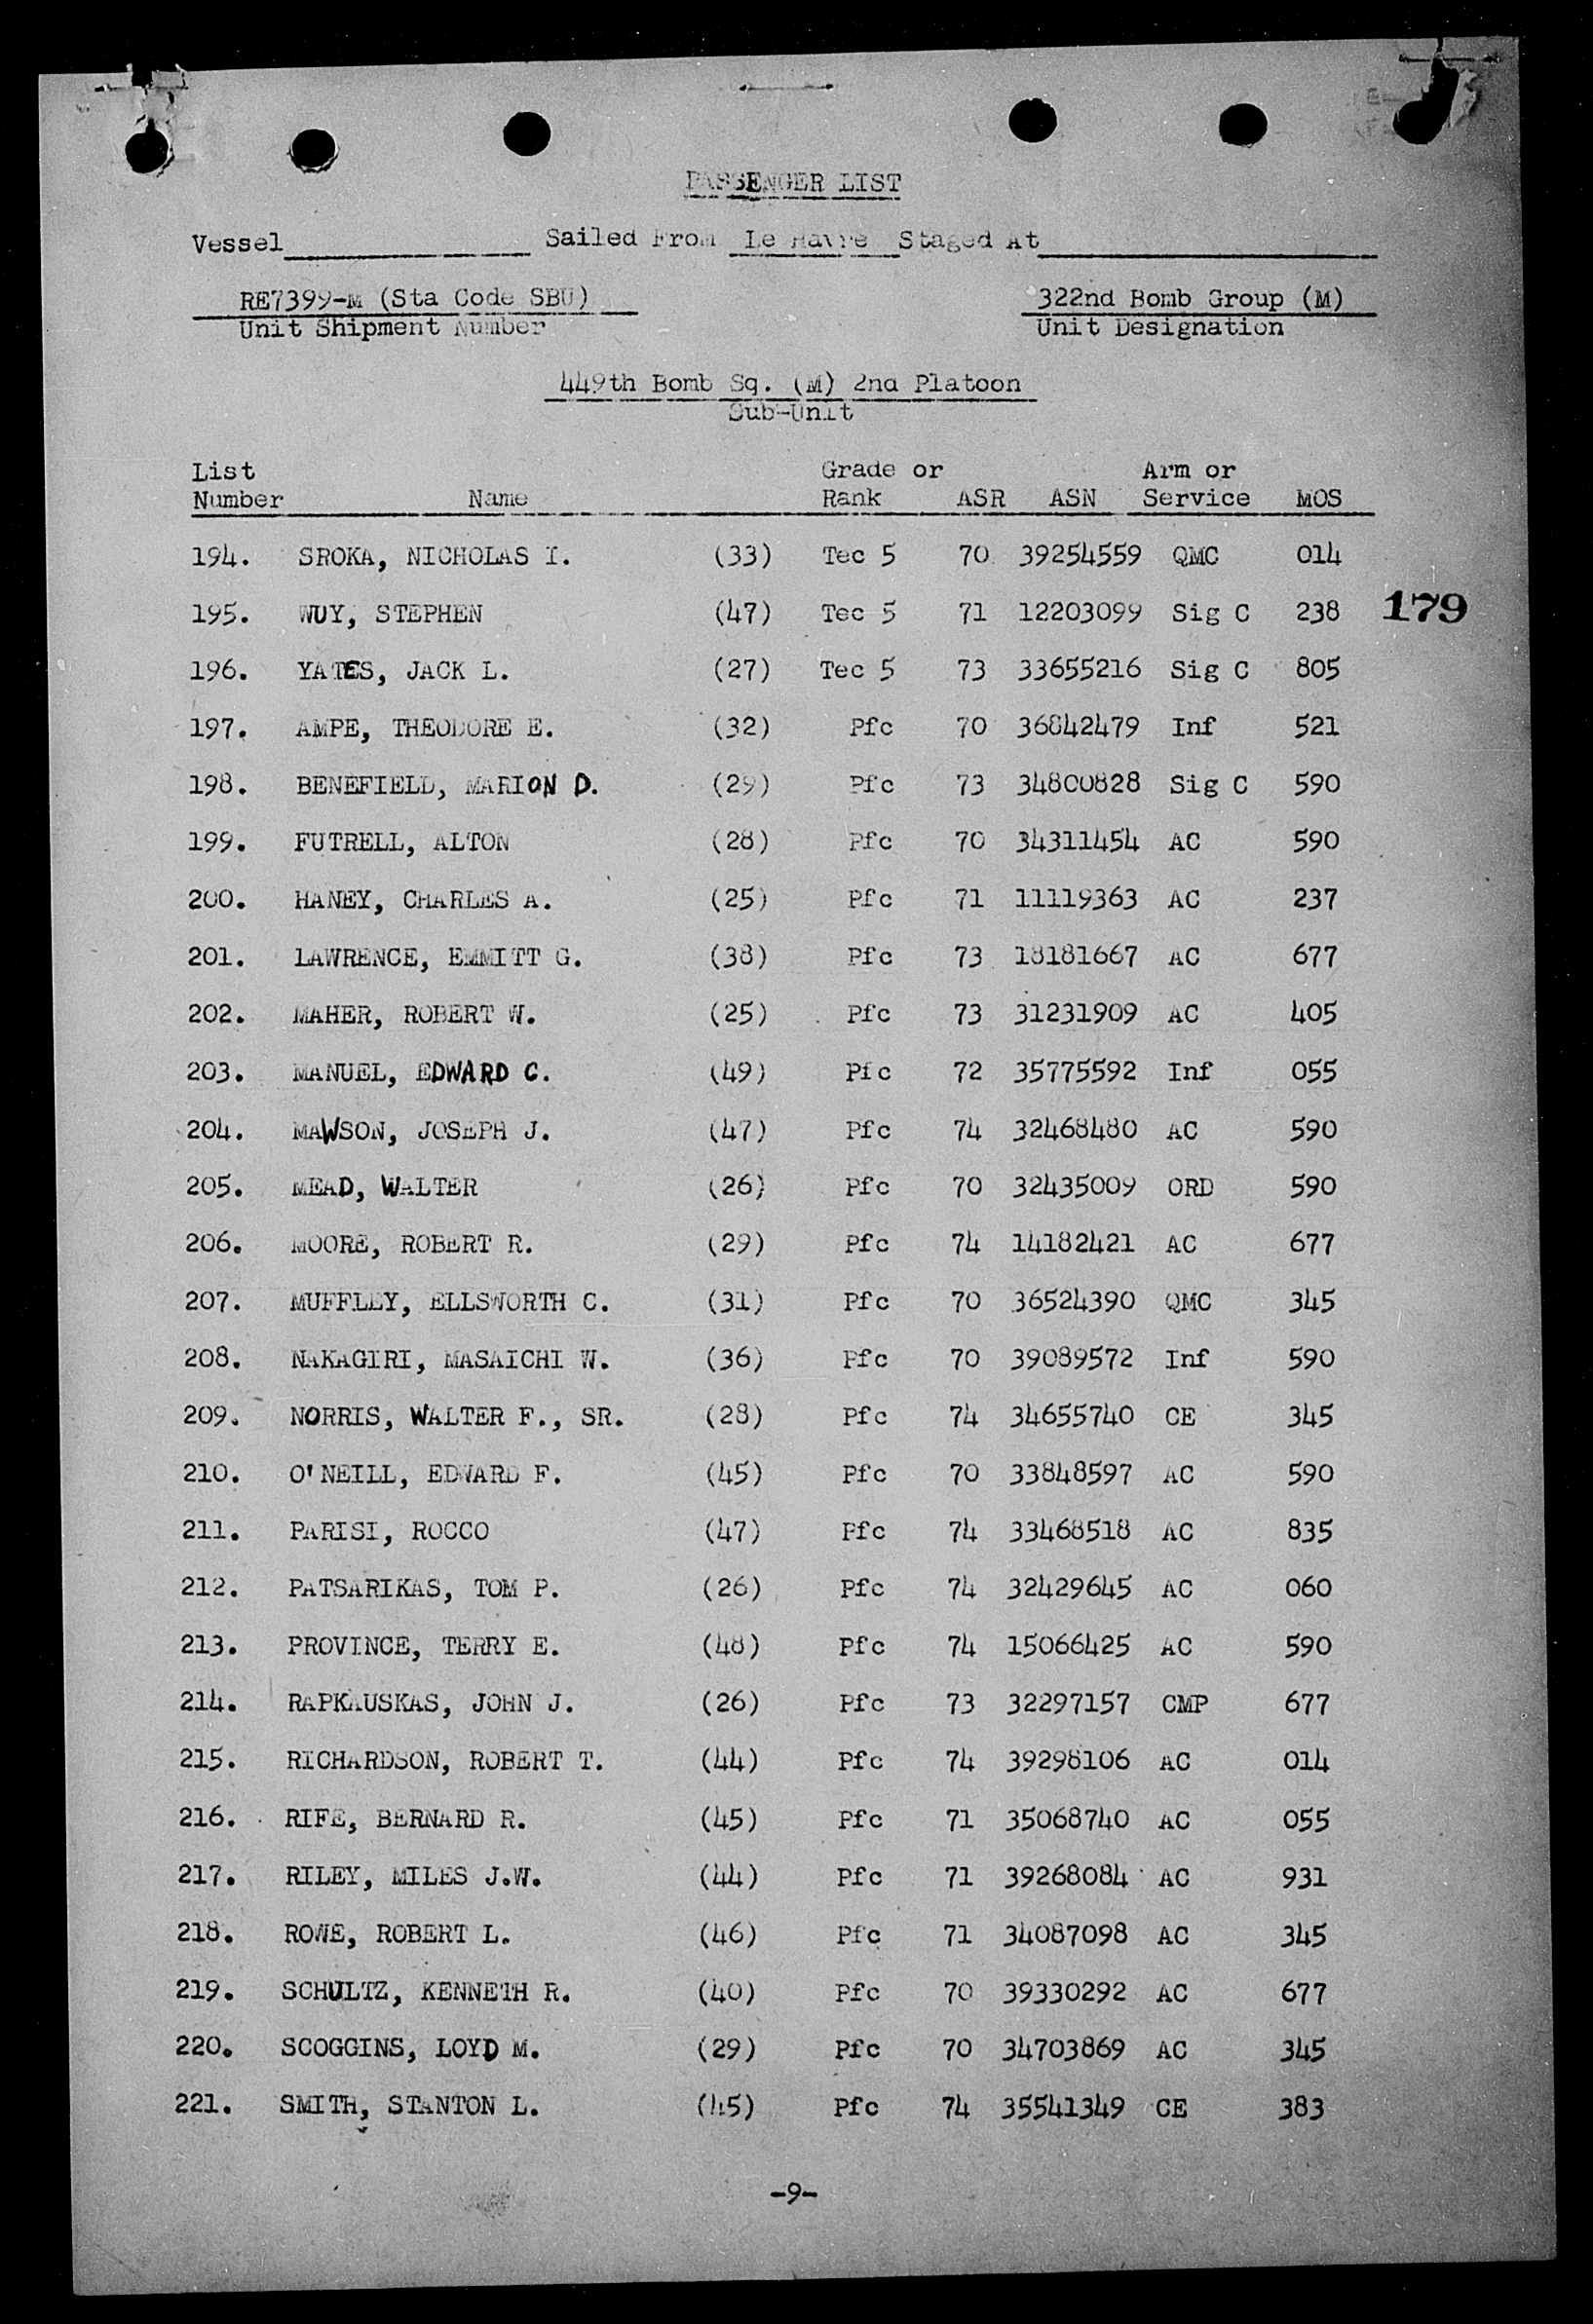 PASSENGER LIST
Vessel Sailed From Le Havre Staged At
RE7399-M (Sta Code SBU) 322nd Bomb Group (M)
Unit Shipment Number Unit Designation
449th Bomb Sq. (M) 2nd Platoon
Sub-Unit
List Grade or Arm or
Number Name Rank ASR ASN Service MOS
194. SROKA, NICHOLAS I. (33) Tec 5 70 39254559 QMC 014
195. WUY, STEPHEN (47) Tec 5 71 12203099 Sig C 238 179
196. YATES, JACK L. (27) Tec 5 73 33655216 Sig C 805
197. AMPE, THEODORE E. (32) Pfc 70 36842479 Inf 521
198. BENEFIELD, MARION D. (29) Pfc 73 34800828 Sig C 590
199. FUTRELL, ALTON (28) Pfc 70 34311454 AC 590
200. HANEY, CHARLES A. (25) Pfc 71 11119363 AC 237
201. LAWRENCE, EMMITT G. (38) Pfc 73 18181667 AC 677
202. MAHER, ROBERT W. (25) Pfc 73 31231909 AC 405
203. MANUEL, EDWARD C. (49) Pfc 72 35775592 Inf 055
204. MAWSON, JOSEPH J. (47) Pfc 74 32468480 AC 590
205. MEAD, WALTER (26) Pfc 70 32435009 ORD 590
206. MOORE, ROBERT R. (29) Pfc 74 14182421 AC 677
207. MUFFLEY, ELLSWORTH C. (31) Pfc 70 36524390 QMC 345
208. NAKAGIRI, MASAICHI W. (36) Pfc 70 39089572 Inf 590
209. NORRIS, WALTER F., SR. (28) Pfc 74 34655740 CE 345
210. O'NEILL, EDWARD F. (45) Pfc 70 33848597 AC 590
211. PARISI, ROCCO (47) Pfc 74 33468518 AC 835
212. PATSARIKAS, TOM P. (26) Pfc 74 32429645 AC 060
213. PROVINCE, TERRY E. (48) Pfc 74 15066425 AC 590
214. RAPKAUSKAS, JOHN J. (26) Pfc 73 32297157 CMP 677
215. RICHARDSON, ROBERT T. (44) Pfc 74 39298106 AC 014
216. RIFE, BERNARD R. (45) Pfc 71 35068740 AC 055
217. RILEY, MILES J.W. (44) Pfc 71 39268084 AC 931
218. ROWE, ROBERT L. (46) Pfc 71 34087098 AC 345
219. SCHULTZ, KENNETH R. (40) Pfc 70 39330292 AC 677
220. SCOGGINS, LOYD M. (29) Pfc 70 34703869 AC 345
221. SMITH, STANTON L. (45) Pfc 74 35541349 CE 383
-9-